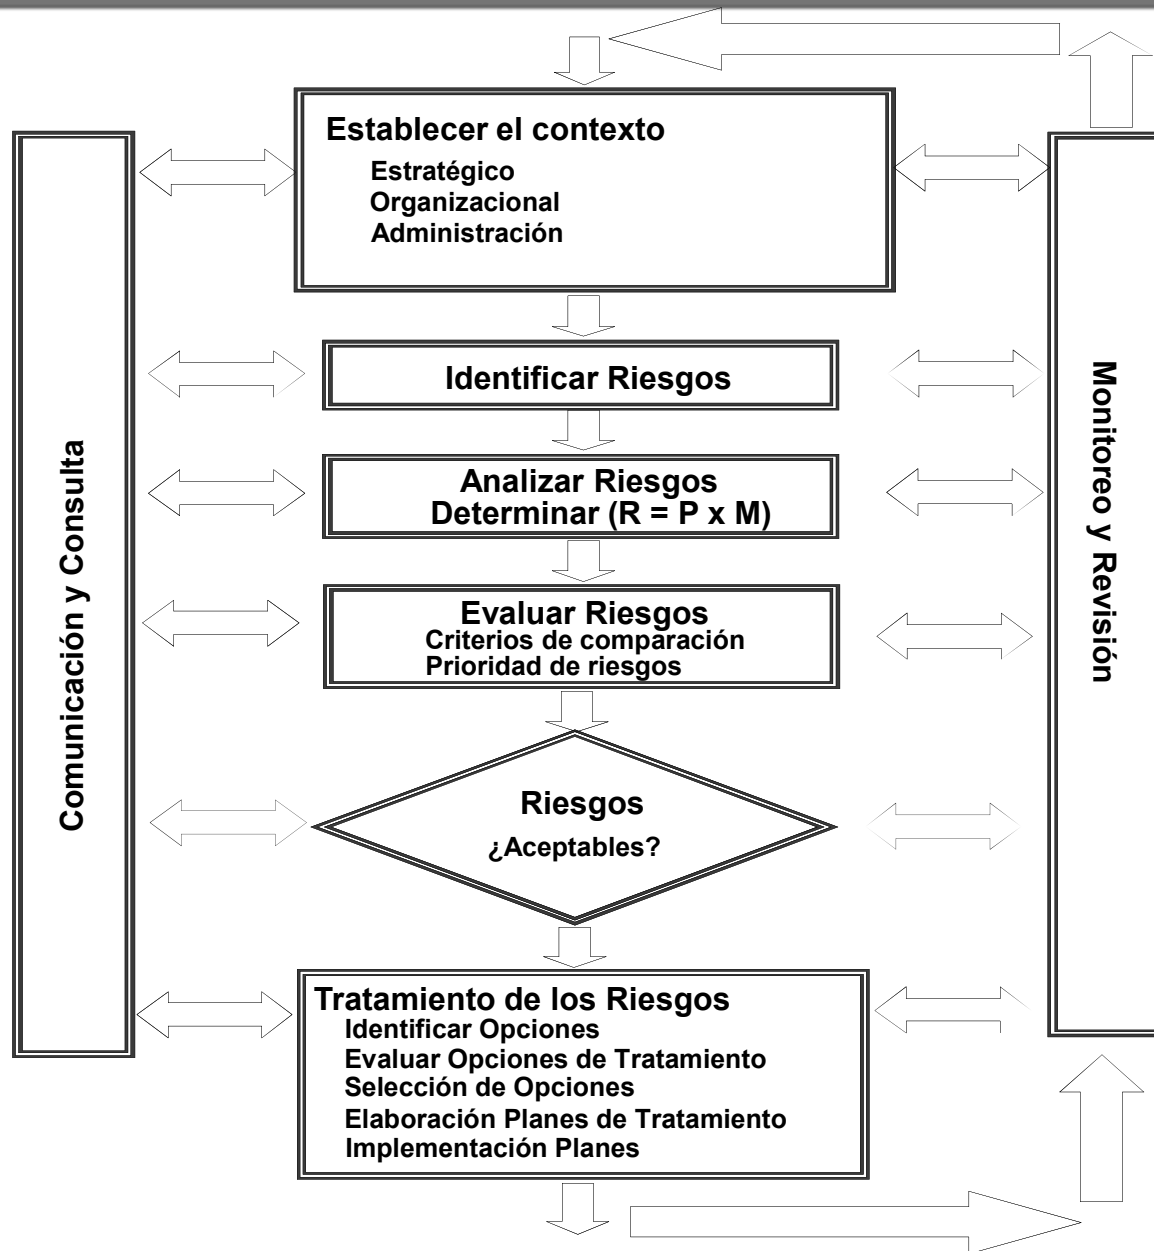 Establecer el contexto
Estratégico
Organizacional
Administración
Identificar Riesgos
Analizar Riesgos
Determinar (R = P x M)
Evaluar Riesgos
Criterios de comparación
Prioridad de riesgos
Riesgos
¿Aceptables?
Tratamiento de los Riesgos
Identificar Opciones
Evaluar Opciones de Tratamiento
Selección de Opciones
Elaboración Planes de Tratamiento
Implementación Planes
Comunicación y Consulta
Monitoreo y Revisión